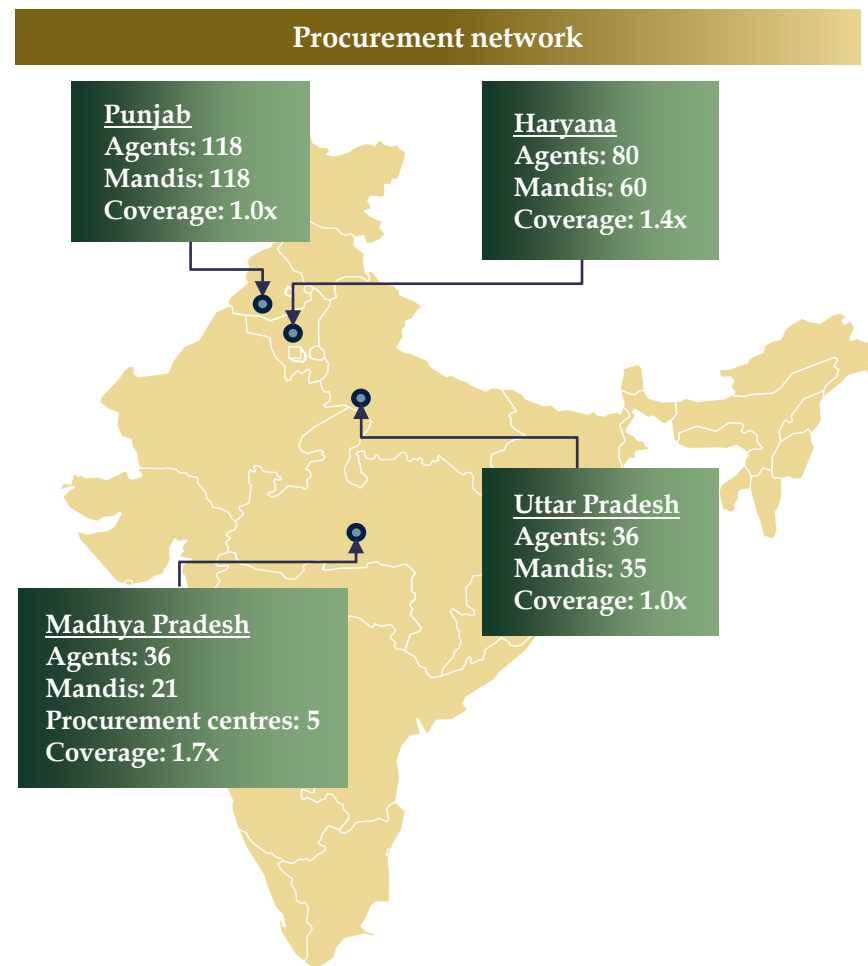 Procurement network
Punjab
Agents: 118
Mandis: 118
Coverage: 1.0x
Haryana
Agents: 80
Mandis: 60
Coverage: 1.4x
Uttar Pradesh
Agents: 36
Mandis: 35
Coverage: 1.0x
Madhya Pradesh
Agents: 36
Mandis: 21
Procurement centres: 5
Coverage: 1.7x